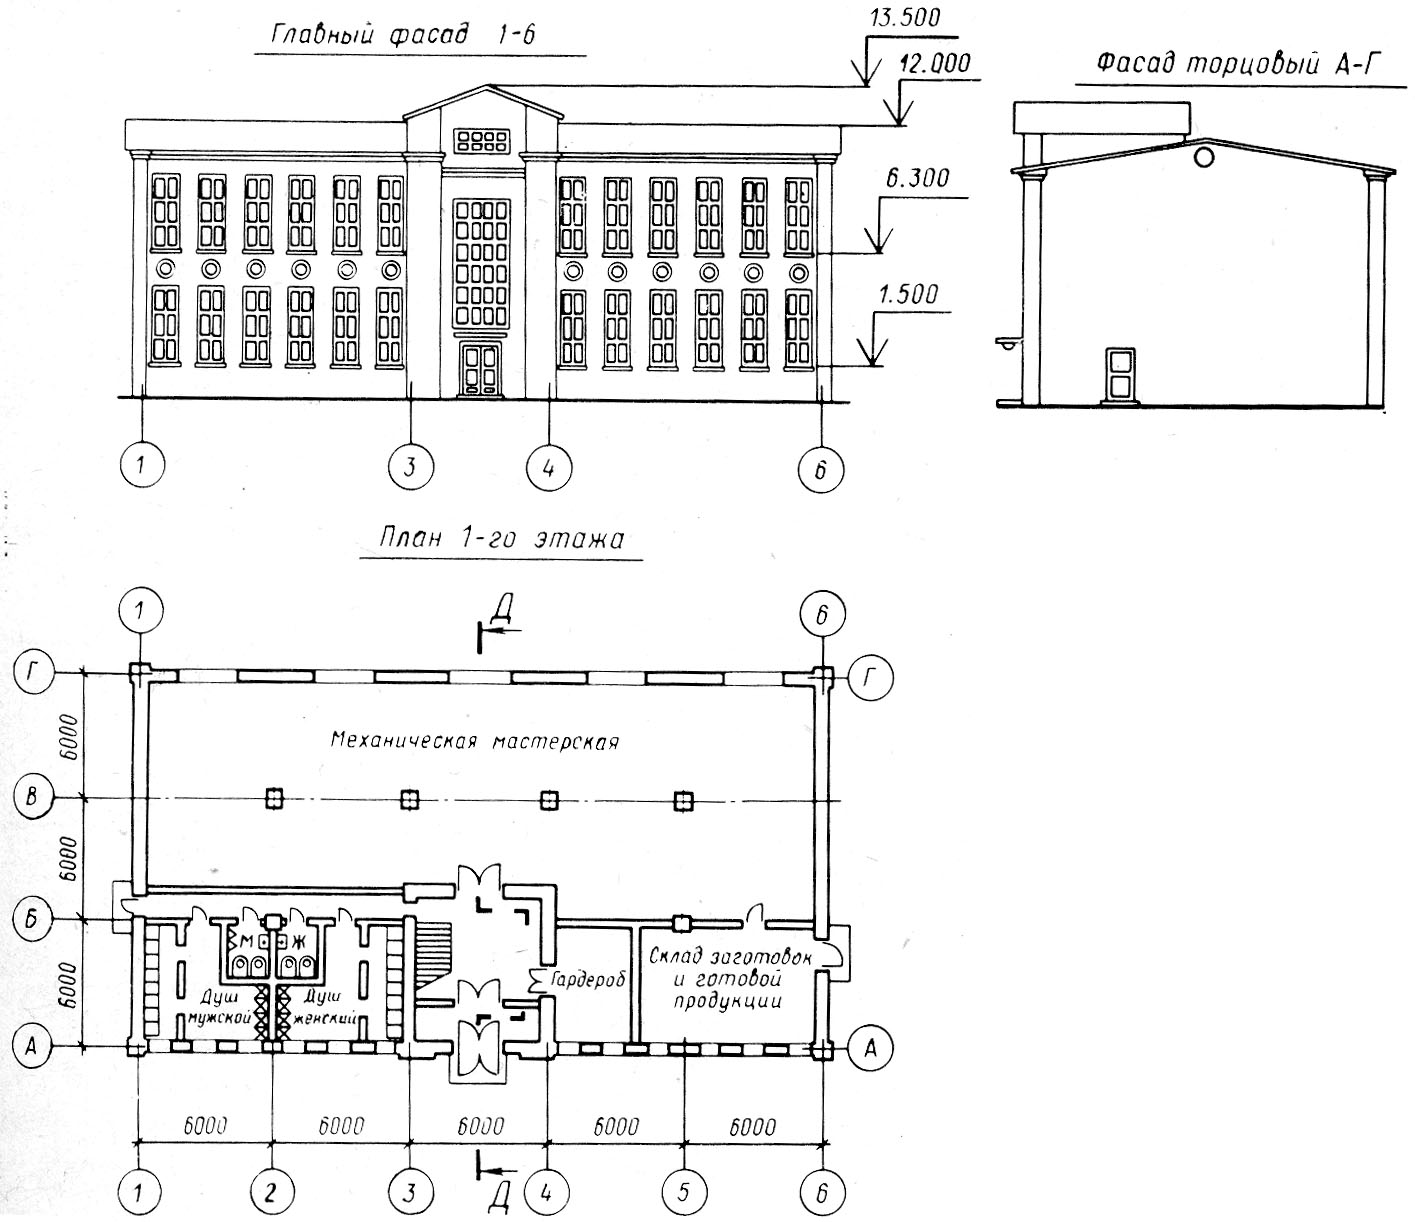 Главный фасад 1-6
13.500
12.000
Фасад торцовый А-Г
6.300
1.500
1
3
4
6
План 1-го этажа
1
Д
6
Г
Г
6000
Механическая мастерская
В
6000
Б
М
Ж
6000
Душ мужской
Душ женский
Гардероб
Склад заготовок
и готовой
продукции
А
А
6000
6000
6000
6000
6000
1
2
3
Д
4
5
6